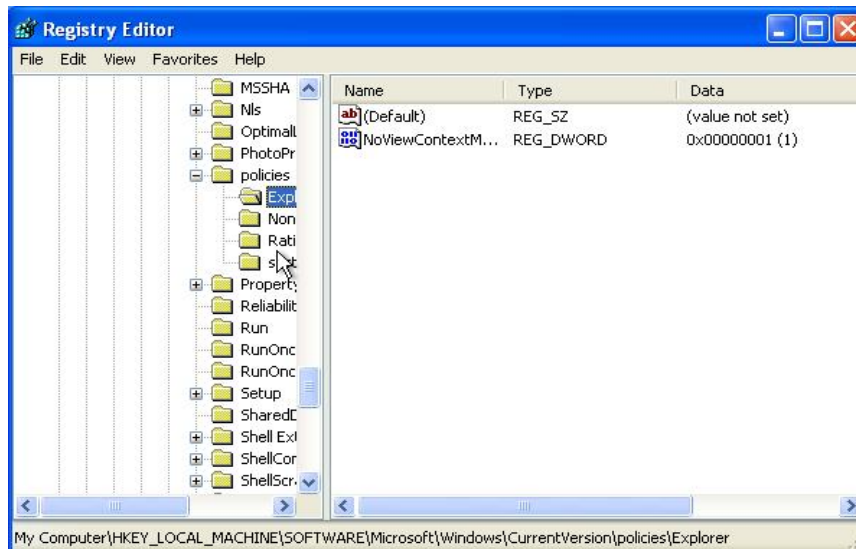 Registry Editor
File Edit View Favorites Help
MSSHA
Nls
Optimall
PhotoPr
policies
Expl
Non
Rati
Property
Reliabilit
Run
RunOnc
RunOnc
Setup
SharedD
Shell Ex
ShellCor
ShellScr
Name Type Data
(Default) REG_SZ (value not set)
NoViewContextM... REG_DWORD 0x00000001 (1)
My Computer\HKEY_LOCAL_MACHINE\SOFTWARE\Microsoft\Windows\CurrentVersion\policies\Explorer